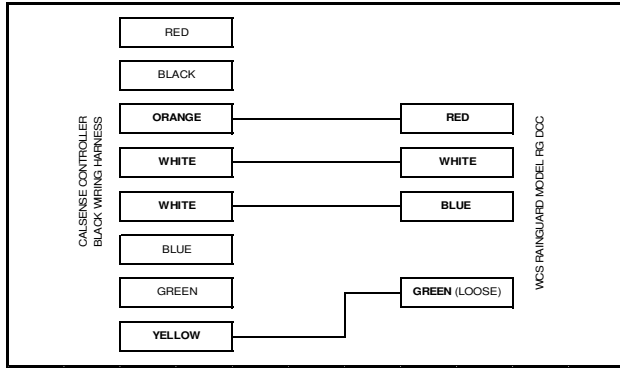 CALSENSE CONTROLLER
BLACK WIRING HARNESS
RED
BLACK
ORANGE
WHITE
WHITE
BLUE
GREEN
YELLOW
RED
WHITE
BLUE
GREEN (LOOSE)
WCS RAINGUARD MODEL RG DCC